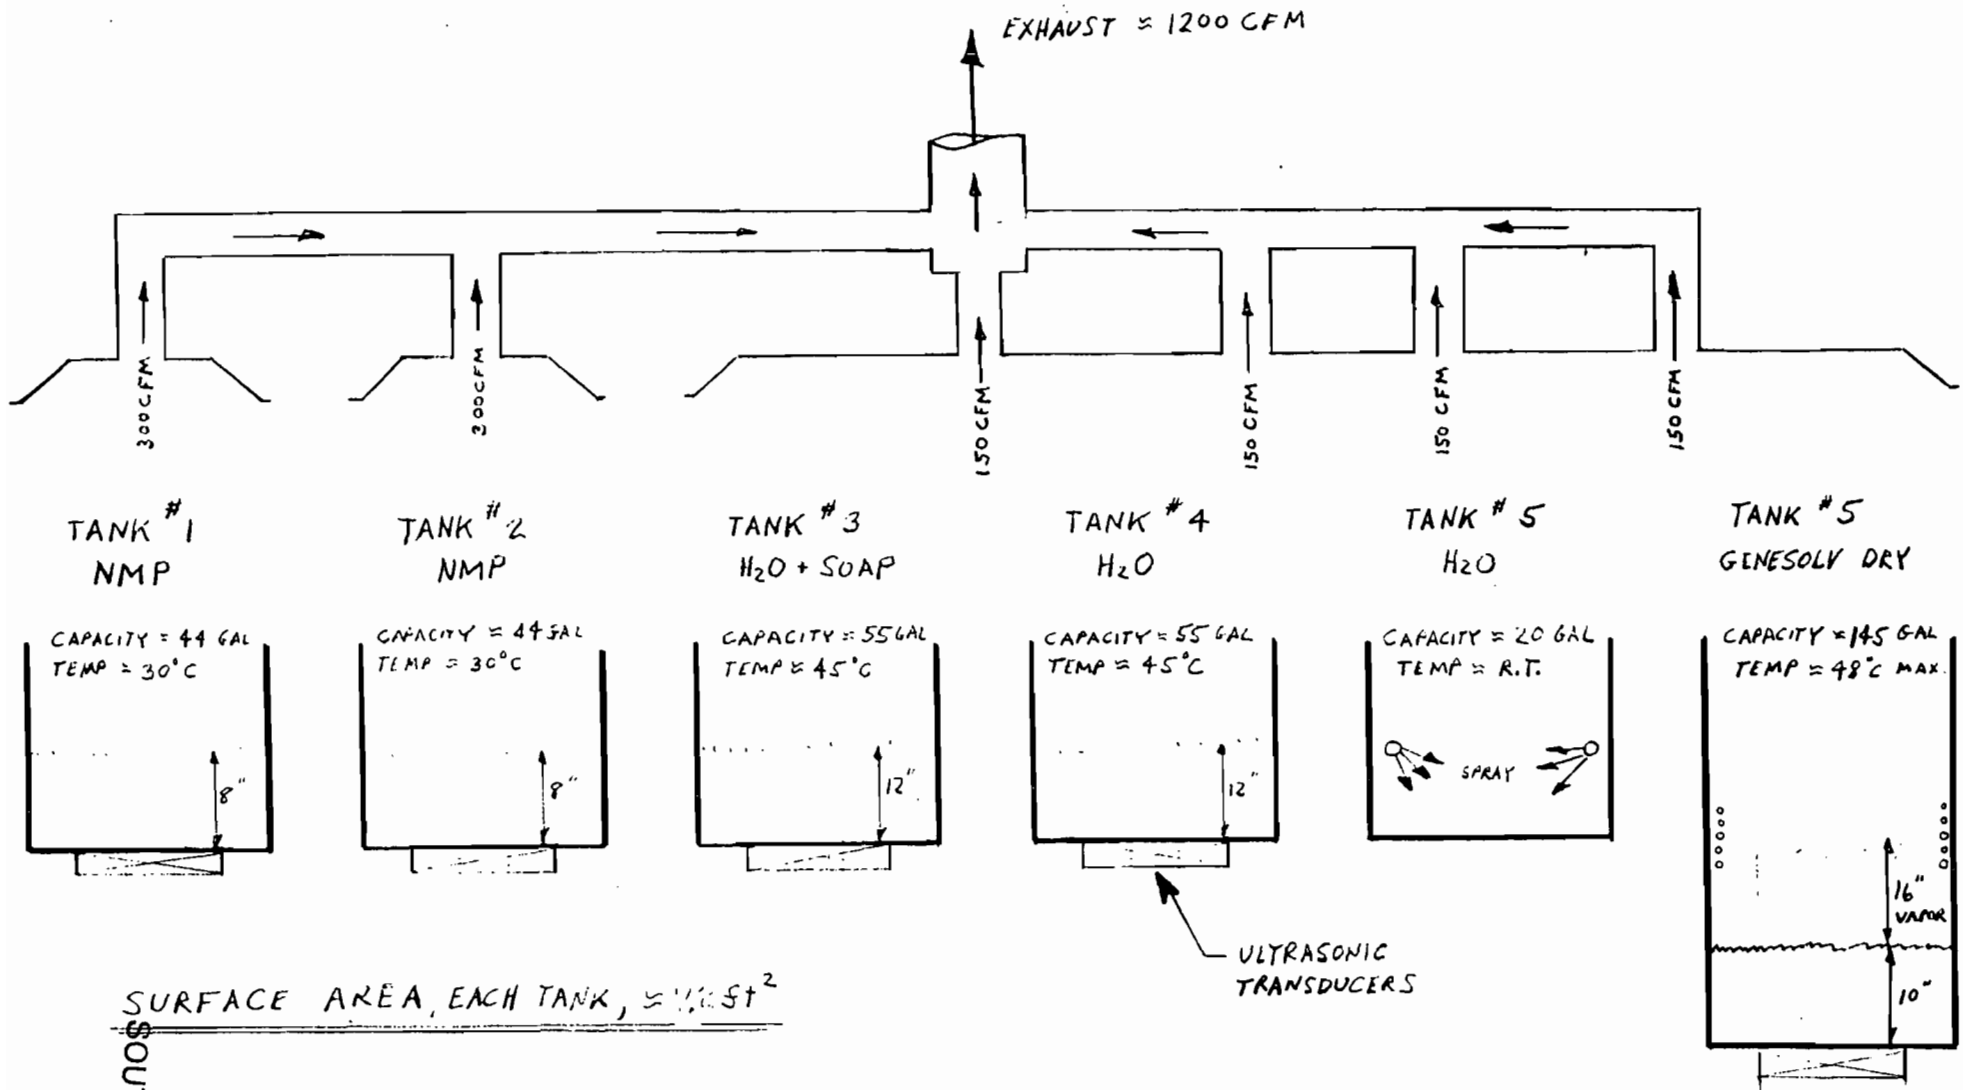 EXHAUST ≈ 1200 CFM
300 CFM
300 CFM
150 CFM
150 CFM
150 CFM
150 CFM
TANK #1
NMP
CAPACITY ≈ 44 GAL
TEMP ≈ 30°C
8"
TANK #2
NMP
CAPACITY ≈ 44 GAL
TEMP ≈ 30°C
8"
TANK #3
H2O + SOAP
CAPACITY ≈ 55 GAL
TEMP ≈ 45°C
12"
TANK #4
H2O
CAPACITY ≈ 55 GAL
TEMP ≈ 45°C
12"
TANK #5
H2O
CAPACITY ≈ 20 GAL
TEMP ≈ R.T.
SPRAY
TANK #5
GENESOLV DRY
CAPACITY ≈ 145 GAL
TEMP ≈ 48°C MAX.
16"
VAPOR
10"
ULTRASONIC
TRANSDUCERS
SURFACE AREA, EACH TANK, ≈ ft2